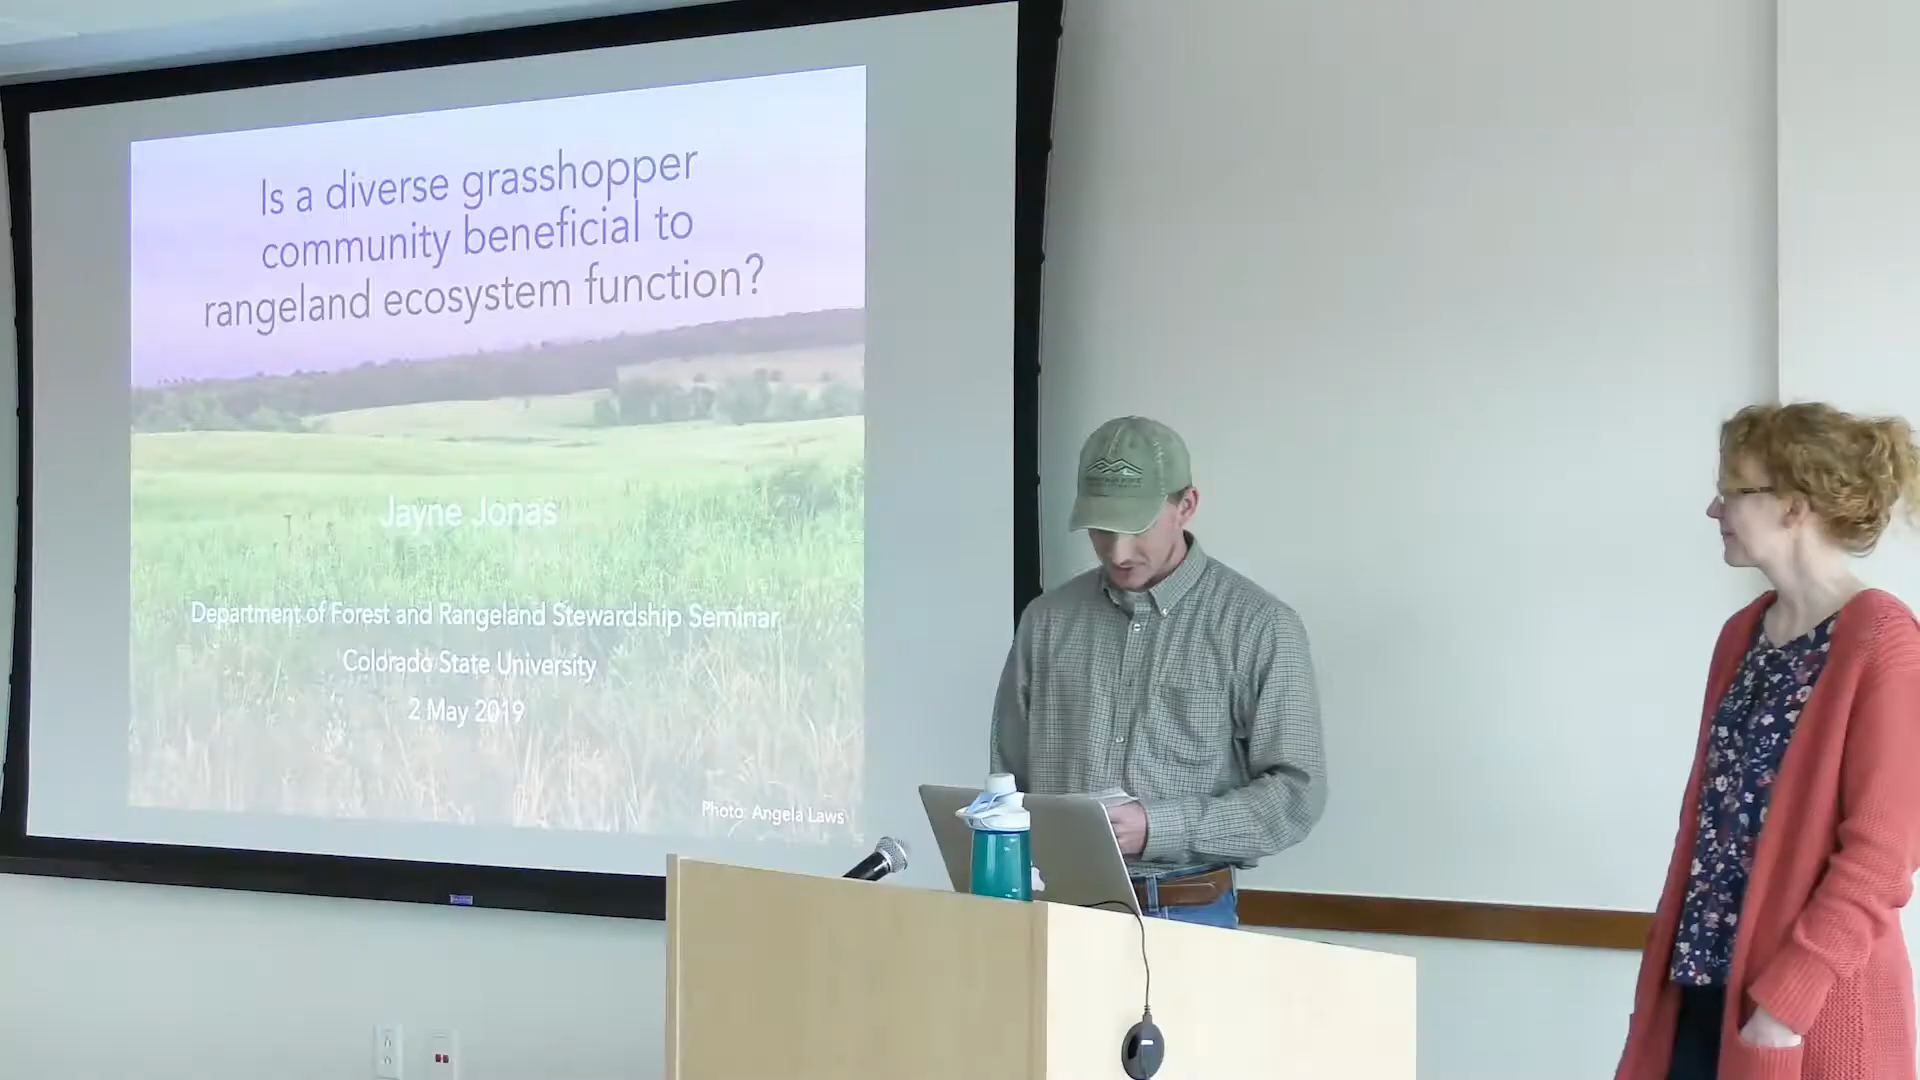 Is a diverse grasshopper
community beneficial to
rangeland ecosystem function?
Jayne Jonas
Department of Forest and Rangeland Stewardship Seminar
Colorado State University
2 May 2019
Photo: Angela Laws